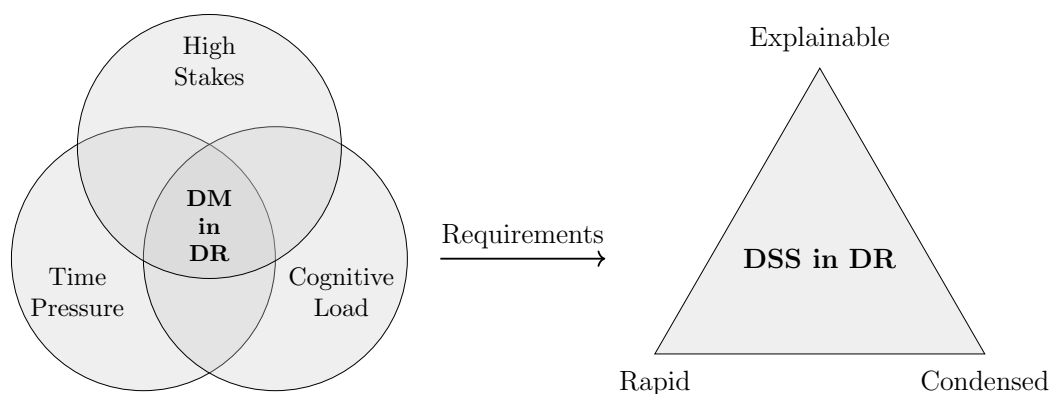 High
Stakes
DM
in
DR
Time
Pressure
Cognitive
Load
Requirements
Explainable
DSS in DR
Rapid
Condensed